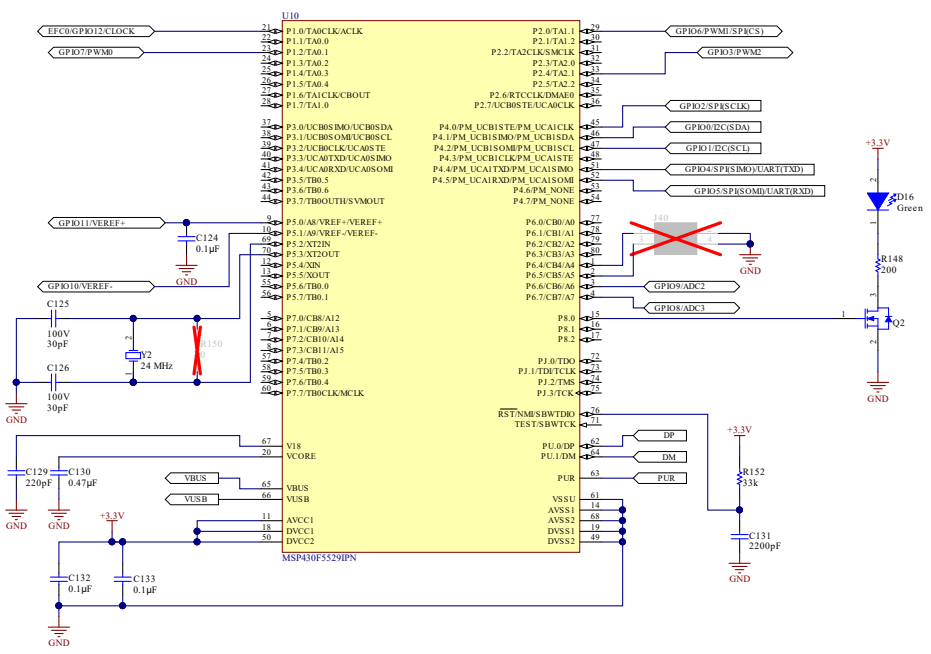 U10
EFC0/GPIO12/CLOCK 21 P1.0/TA0CLK/ACLK P2.0/TA1.1 29 GPIO6/PWM1/SPI(CS)
22 P1.1/TA0.0 P2.1/TA1.2 30
GPIO7/PWM0 23 P1.2/TA0.1 P2.2/TA2CLK/SMCLK 31 GPIO3/PWM2
24 P1.3/TA0.2 P2.3/TA2.0 32
25 P1.4/TA0.3 P2.4/TA2.1 33
26 P1.5/TA0.4 P2.5/TA2.2 34
27 P1.6/TA1CLK/CBOUT P2.6/RTCCLK/DMAE0 35
28 P1.7/TA1.0 P2.7/UCB0STE/UCA0CLK 36 GPIO2/SPI(SCLK)
37 P3.0/UCB0SIMO/UCB0SDA P4.0/PM_UCB1STE/PM_UCA1CLK 45 GPIO0/I2C(SDA)
38 P3.1/UCB0SOMI/UCB0SCL P4.1/PM_UCB1SIMO/PM_UCB1SDA 46
39 P3.2/UCB0CLK/UCA0STE P4.2/PM_UCB1SOMI/PM_UCB1SCL 47 GPIO1/I2C(SCL)
40 P3.3/UCA0TXD/UCA0SIMO P4.3/PM_UCB1CLK/PM_UCA1STE 48
41 P3.4/UCA0RXD/UCA0SOMI P4.4/PM_UCA1TXD/PM_UCA1SIMO 51 GPIO4/SPI(SIMO)/UART(TXD)
42 P3.5/TB0.5 P4.5/PM_UCA1RXD/PM_UCA1SOMI 52
43 P3.6/TB0.6 P4.6/PM_NONE 53 GPIO5/SPI(SOMI)/UART(RXD)
44 P3.7/TB0OUTH/SVMOUT P4.7/PM_NONE 54
+3.3V
2
D16
Green
1
GPIO11/VEREF+ 9 P5.0/A8/VREF+/VEREF+ P6.0/CB0/A0 77 J40
10 P5.1/A9/VREF-/VEREF- P6.1/CB1/A1 78
C124 69 P5.2/XT2IN P6.2/CB2/A2 79 3 4
0.1µF 70 P5.3/XT2OUT P6.3/CB3/A3 80
12 P5.4/XIN P6.4/CB4/A4 1
GND 13 P5.5/XOUT P6.5/CB5/A5 2 GND
GPIO10/VEREF- 55 P5.6/TB0.0 P6.6/CB6/A6 3 GPIO9/ADC2
56 P5.7/TB0.1 P6.7/CB7/A7 4 GPIO8/ADC3
R148
200
3
C125
100V
30pF
5 P7.0/CB8/A12 P8.0 15 1 Q2
6 P7.1/CB9/A13 P8.1 16
7 P7.2/CB10/A14 P8.2 17 2
8 P7.3/CB11/A15
2
Y2
24 MHz
1
R150
0
57 P7.4/TB0.2 PJ.0/TDO 72
58 P7.5/TB0.3 PJ.1/TDI/TCLK 73
59 P7.6/TB0.4 PJ.2/TMS 74
60 P7.7/TB0CLK/MCLK PJ.3/TCK 75
GND
C126
100V
30pF
GND
RST/NMI/SBWTDIO 76
TEST/SBWTCK 71
+3.3V
R152
33k
67 V18 PU.0/DP 62 DP
20 VCORE PU.1/DM 64 DM
C129
220pF
C130
0.47µF
GND GND
VBUS 65 VBUS PUR 63 PUR
VUSB 66 VUSB VSSU 61
+3.3V 11 AVCC1 AVSS1 14
18 DVCC1 AVSS2 68
50 DVCC2 DVSS1 19
DVSS2 49
C131
2200pF
GND
MSP430F5529IPN
C132
0.1µF
C133
0.1µF
GND